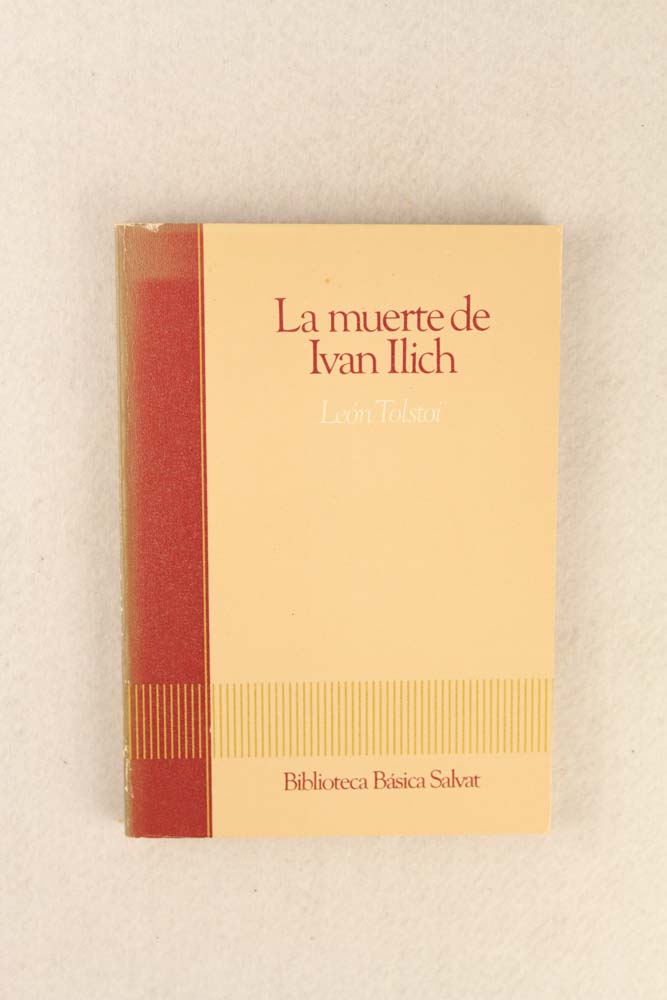 La muerte de
Ivan Ilich
León Tolstoi
Biblioteca Básica Salvat